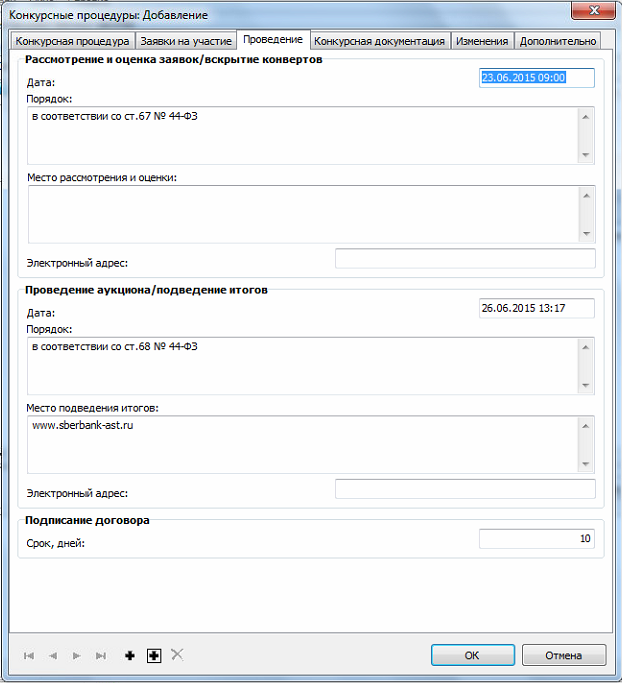 Конкурсные процедуры: Добавление
Конкурсная процедура Заявки на участие Проведение Конкурсная документация Изменения Дополнительно
Рассмотрение и оценка заявок/вскрытие конвертов
Дата: 23.06.2015 09:00
Порядок:
в соответствии со ст.67 № 44-ФЗ
Место рассмотрения и оценки:
Электронный адрес:
Проведение аукциона/подведение итогов
Дата: 26.06.2015 13:17
Порядок:
в соответствии со ст.68 № 44-ФЗ
Место подведения итогов:
www.sberbank-ast.ru
Электронный адрес:
Подписание договора
Срок, дней: 10
OK Отмена